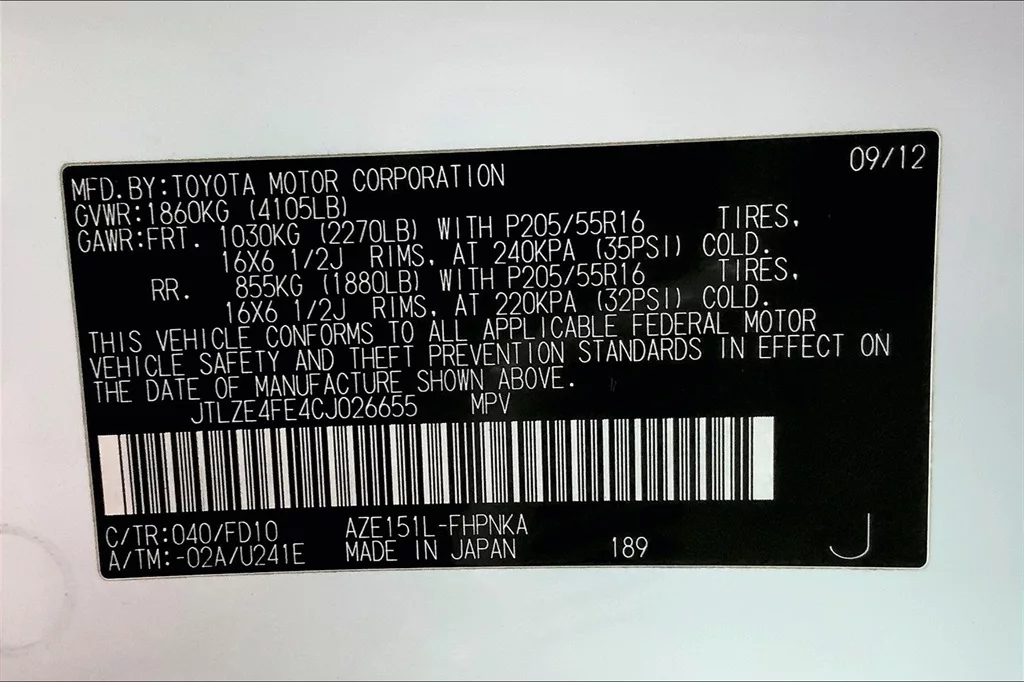 09/12
MFD.BY:TOYOTA MOTOR CORPORATION
GVWR:1860KG (4105LB)
GAWR:FRT. 1030KG (2270LB) WITH P205/55R16 TIRES,
16X6 1/2J RIMS, AT 240KPA (35PSI) COLD.
RR. 855KG (1880LB) WITH P205/55R16 TIRES,
16X6 1/2J RIMS, AT 220KPA (32PSI) COLD.
THIS VEHICLE CONFORMS TO ALL APPLICABLE FEDERAL MOTOR
VEHICLE SAFETY AND THEFT PREVENTION STANDARDS IN EFFECT ON
THE DATE OF MANUFACTURE SHOWN ABOVE.
JTLZE4FE4CJ026655 MPV
C/TR:040/FD10 AZE151L-FHPNKA
A/TM:-02A/U241E MADE IN JAPAN 189 J